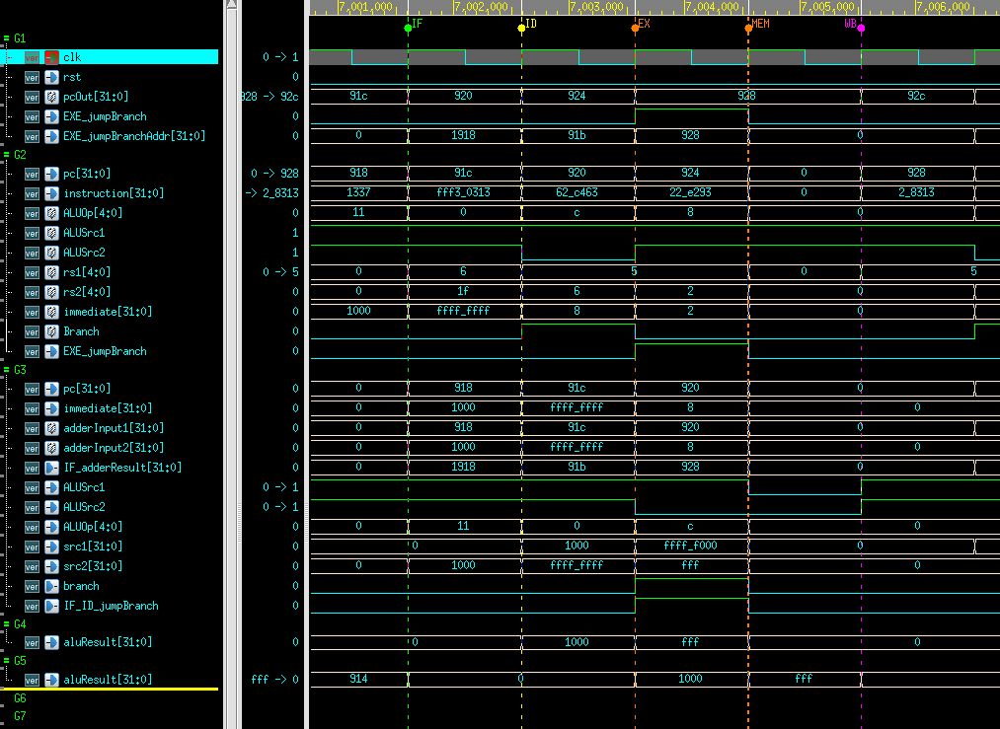 7,001,000 7,002,000 7,003,000 7,004,000 7,005,000 7,006,000
IF ID EX MEM WB
G1
ver clk 0 -> 1
ver rst 0
ver pcOut[31:0] 928 -> 92c 91c 920 924 928 92c
ver EXE_jumpBranch 0
ver EXE_jumpBranchAddr[31:0] 0 0 1918 91b 928 0
G2
ver pc[31:0] 0 -> 928 918 91c 920 924 0 928
ver instruction[31:0] -> 2_8313 1337 fff3_0313 62_c463 22_e293 0 2_8313
ver ALUOp[4:0] 0 11 0 c 8 0
ver ALUSrc1 1
ver ALUSrc2 1
ver rs1[4:0] 0 -> 5 0 6 5 0 5
ver rs2[4:0] 0 0 1f 6 2 0
ver immediate[31:0] 0 1000 ffff_ffff 8 2 0
ver Branch 0
ver EXE_jumpBranch 0
G3
ver pc[31:0] 0 0 918 91c 920 0
ver immediate[31:0] 0 0 1000 ffff_ffff 8 0
ver adderInput1[31:0] 0 0 918 91c 920 0
ver adderInput2[31:0] 0 0 1000 ffff_ffff 8 0
ver IF_adderResult[31:0] 0 0 1918 91b 928 0
ver ALUSrc1 0 -> 1
ver ALUSrc2 0 -> 1
ver ALUOp[4:0] 0 0 11 0 c 0
ver src1[31:0] 0 0 1000 ffff_f000 0
ver src2[31:0] 0 0 1000 ffff_ffff fff 0
ver branch 0
ver IF_ID_jumpBranch 0
G4
ver aluResult[31:0] 0 0 1000 fff 0
G5
ver aluResult[31:0] fff -> 0 914 0 1000 fff
G6
G7